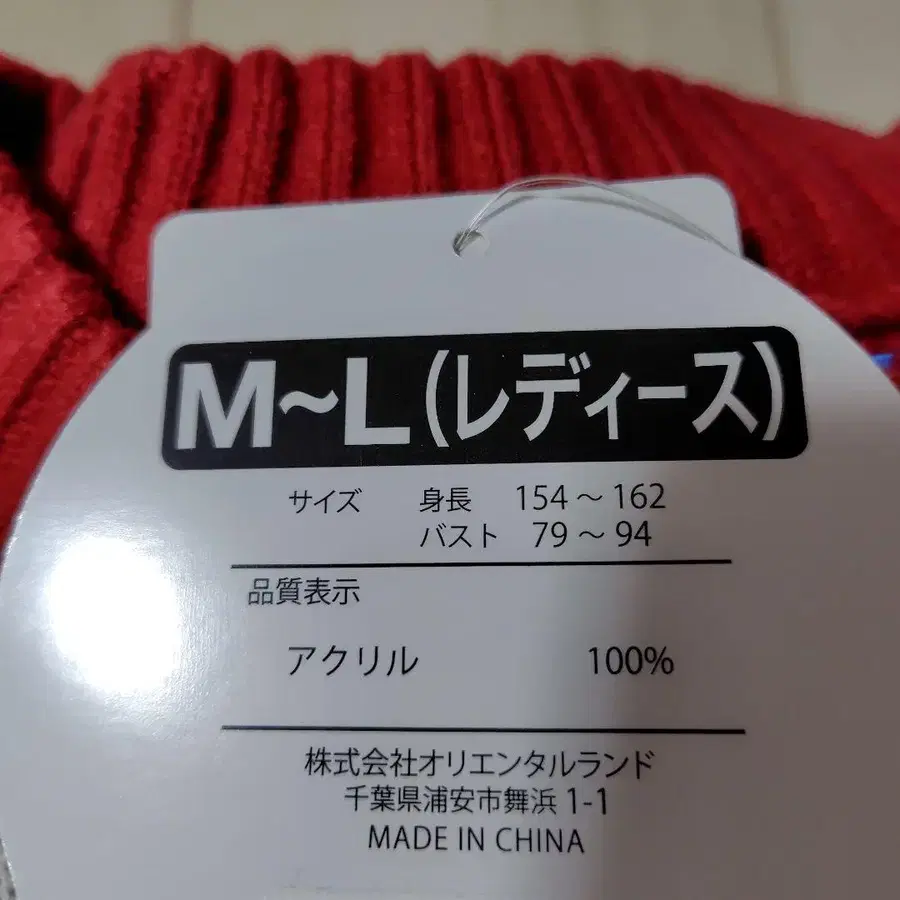 M~L(レディース)
サイズ 身長 154～162
バスト 79～94
品質表示
アクリル 100%
株式会社オリエンタルランド
千葉県浦安市舞浜 1-1
MADE IN CHINA